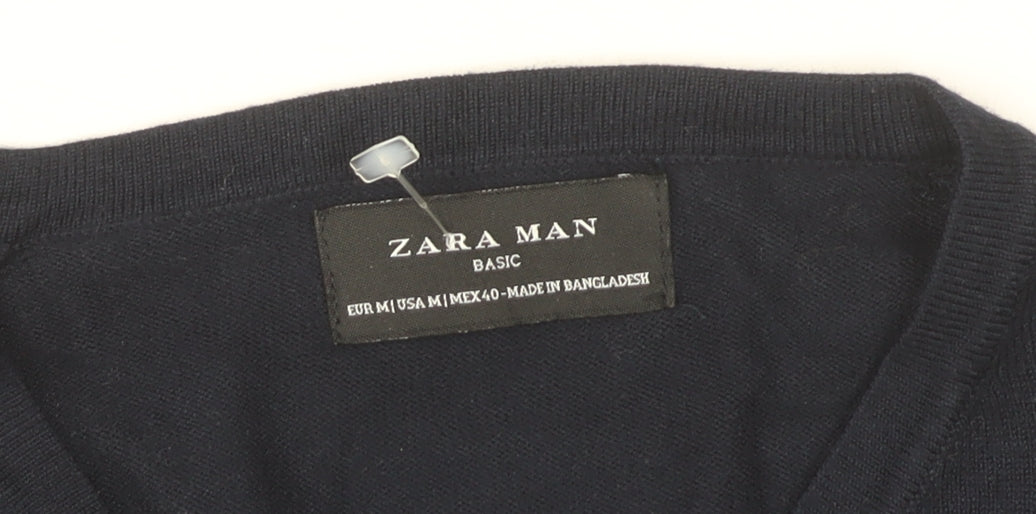 ZARA MAN
BASIC
EUR M | USA M | MEX 40 - MADE IN BANGLADESH